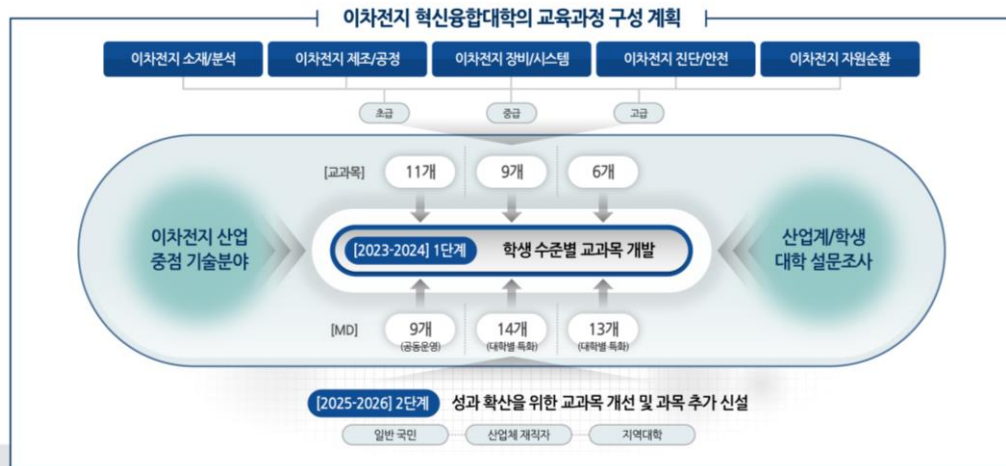 이차전지 혁신융합대학의 교육과정 구성 계획
이차전지 소재/분석 이차전지 제조/공정 이차전지 장비/시스템 이차전지 진단/안전 이차전지 자원순환
초급 중급 고급
[교과목] 11개 9개 6개
이차전지 산업
중점 기술분야
[2023-2024] 1단계 학생 수준별 교과목 개발
산업계/학생
대학 설문조사
[MD] 9개 14개 13개
(공동운영) (대학별 특화) (대학별 특화)
[2025-2026] 2단계 성과 확산을 위한 교과목 개선 및 과목 추가 신설
일반 국민 산업체 재직자 지역대학